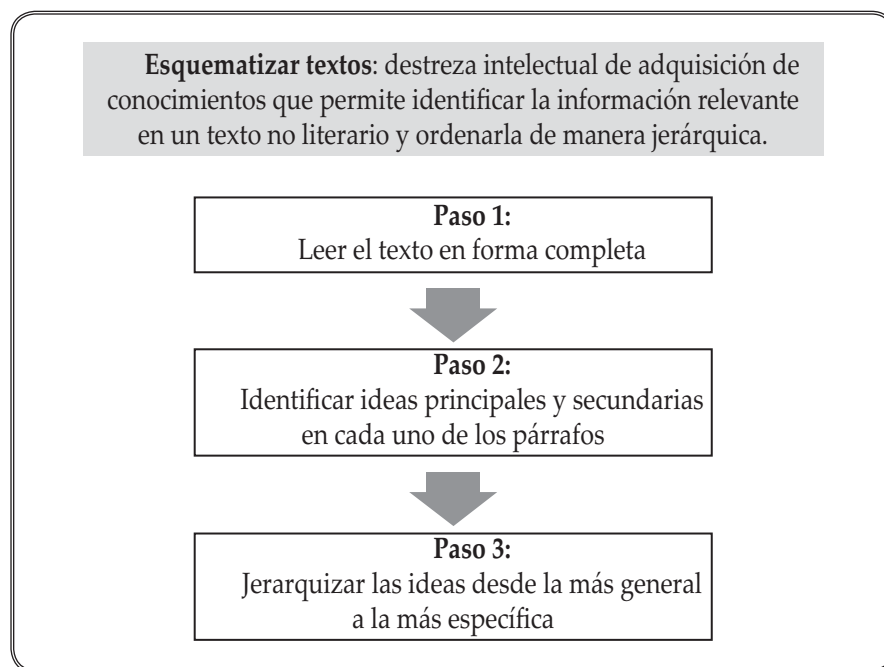 Esquematizar textos: destreza intelectual de adquisición de
conocimientos que permite identificar la información relevante
en un texto no literario y ordenarla de manera jerárquica.
Paso 1:
Leer el texto en forma completa
Paso 2:
Identificar ideas principales y secundarias
en cada uno de los párrafos
Paso 3:
Jerarquizar las ideas desde la más general
a la más específica